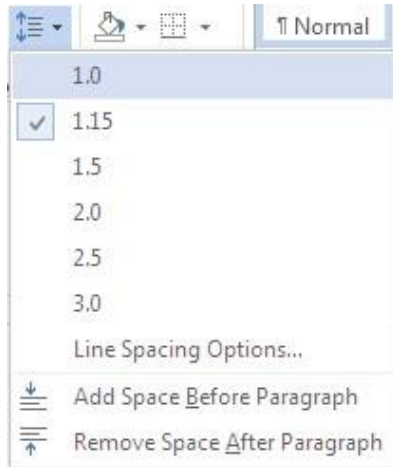 ¶ Normal
1.0
1.15
1.5
2.0
2.5
3.0
Line Spacing Options...
Add Space Before Paragraph
Remove Space After Paragraph